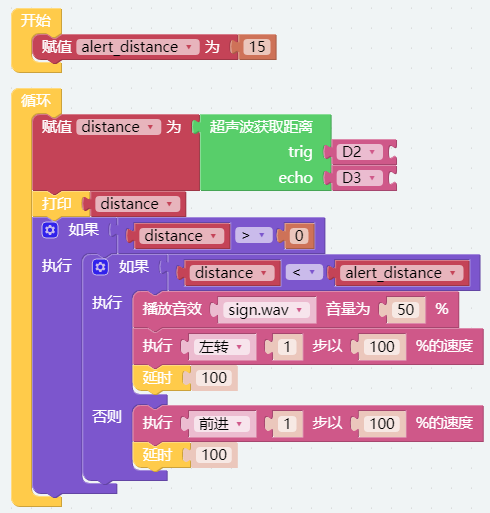 开始
赋值 alert_distance 为 15
循环
赋值 distance 为 超声波获取距离
trig D2
echo D3
打印 distance
如果 distance > 0
执行 如果 distance < alert_distance
执行 播放音效 sign.wav 音量为 50 %
执行 左转 1 步以 100 %的速度
延时 100
否则 执行 前进 1 步以 100 %的速度
延时 100